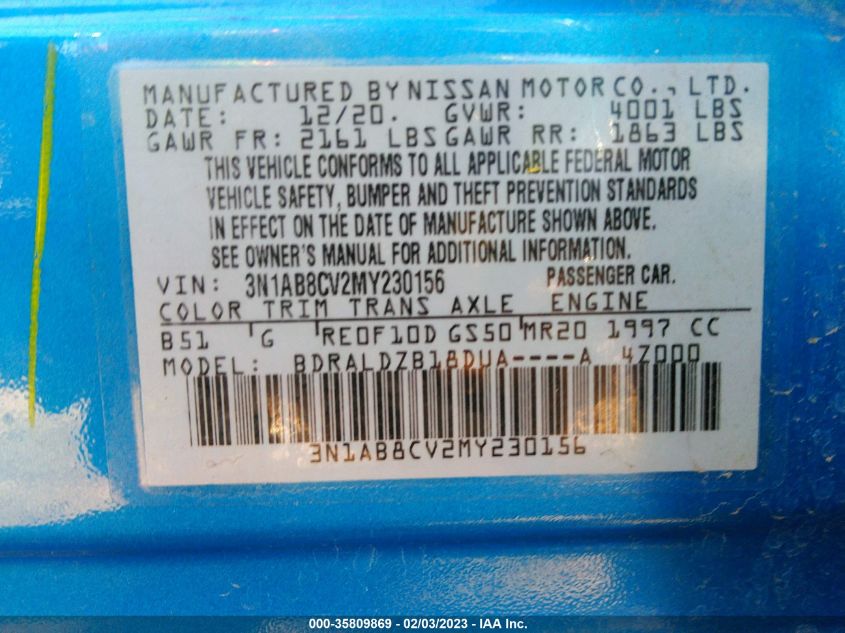 MANUFACTURED BY NISSAN MOTOR CO., LTD.
DATE: 12/20. GVWR: 4001 LBS
GAWR FR: 2161 LBS GAWR RR: 1863 LBS
THIS VEHICLE CONFORMS TO ALL APPLICABLE FEDERAL MOTOR
VEHICLE SAFETY, BUMPER AND THEFT PREVENTION STANDARDS
IN EFFECT ON THE DATE OF MANUFACTURE SHOWN ABOVE.
SEE OWNER'S MANUAL FOR ADDITIONAL INFORMATION.
VIN: 3N1AB8CV2MY230156 PASSENGER CAR.
COLOR TRIM TRANS AXLE ENGINE
B51 G RE0F10D GS50 MR20 1997 CC
MODEL: BDRALDZB18DUA----A 4Z000
3N1AB8CV2MY230156
000-35809869 - 02/03/2023 - IAA Inc.